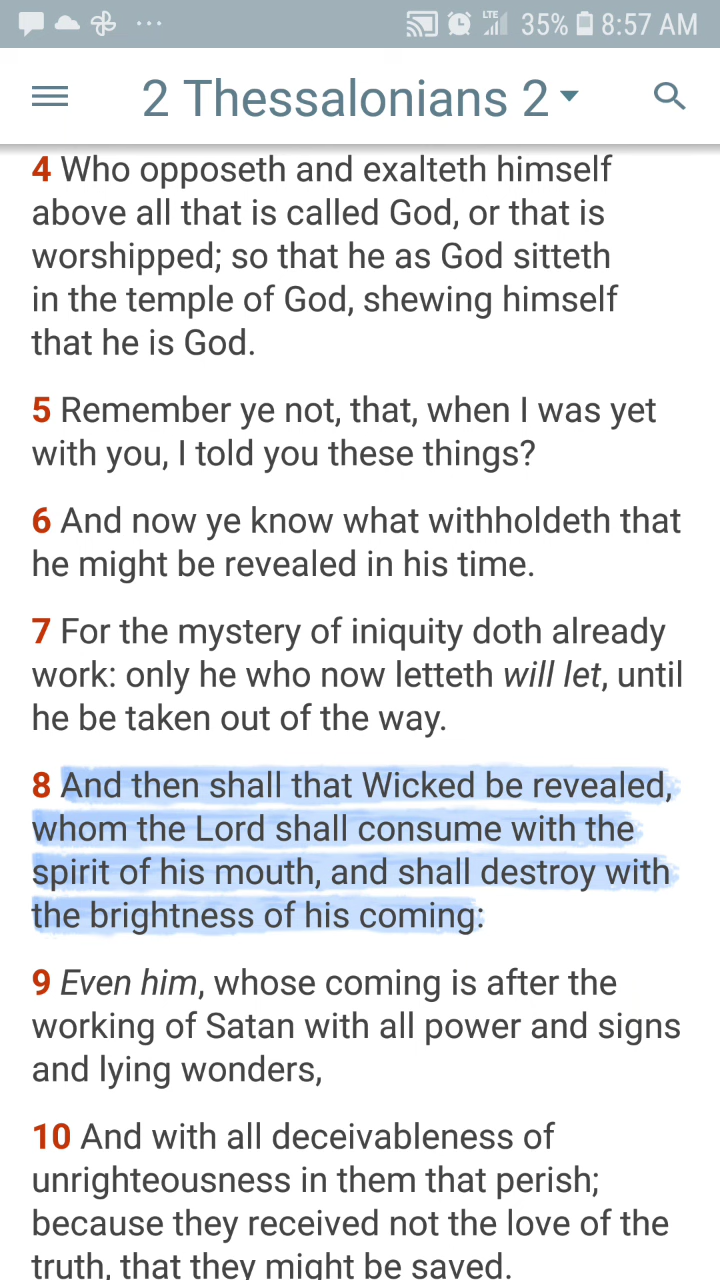 LTE 35% 8:57 AM
2 Thessalonians 2
4 Who opposeth and exalteth himself
above all that is called God, or that is
worshipped; so that he as God sitteth
in the temple of God, shewing himself
that he is God.
5 Remember ye not, that, when I was yet
with you, I told you these things?
6 And now ye know what withholdeth that
he might be revealed in his time.
7 For the mystery of iniquity doth already
work: only he who now letteth will let, until
he be taken out of the way.
8 And then shall that Wicked be revealed,
whom the Lord shall consume with the
spirit of his mouth, and shall destroy with
the brightness of his coming:
9 Even him, whose coming is after the
working of Satan with all power and signs
and lying wonders,
10 And with all deceivableness of
unrighteousness in them that perish;
because they received not the love of the
truth, that they might be saved.